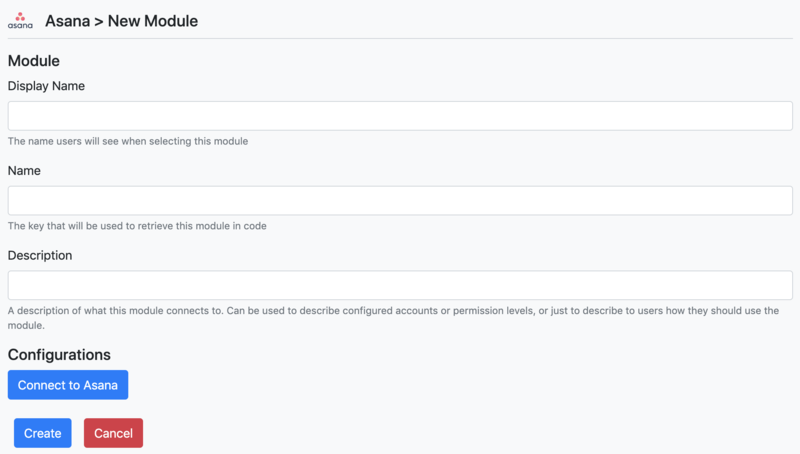 asana
Asana > New Module
Module
Display Name
The name users will see when selecting this module
Name
The key that will be used to retrieve this module in code
Description
A description of what this module connects to. Can be used to describe configured accounts or permission levels, or just to describe to users how they should use the
module.
Configurations
Connect to Asana
Create
Cancel